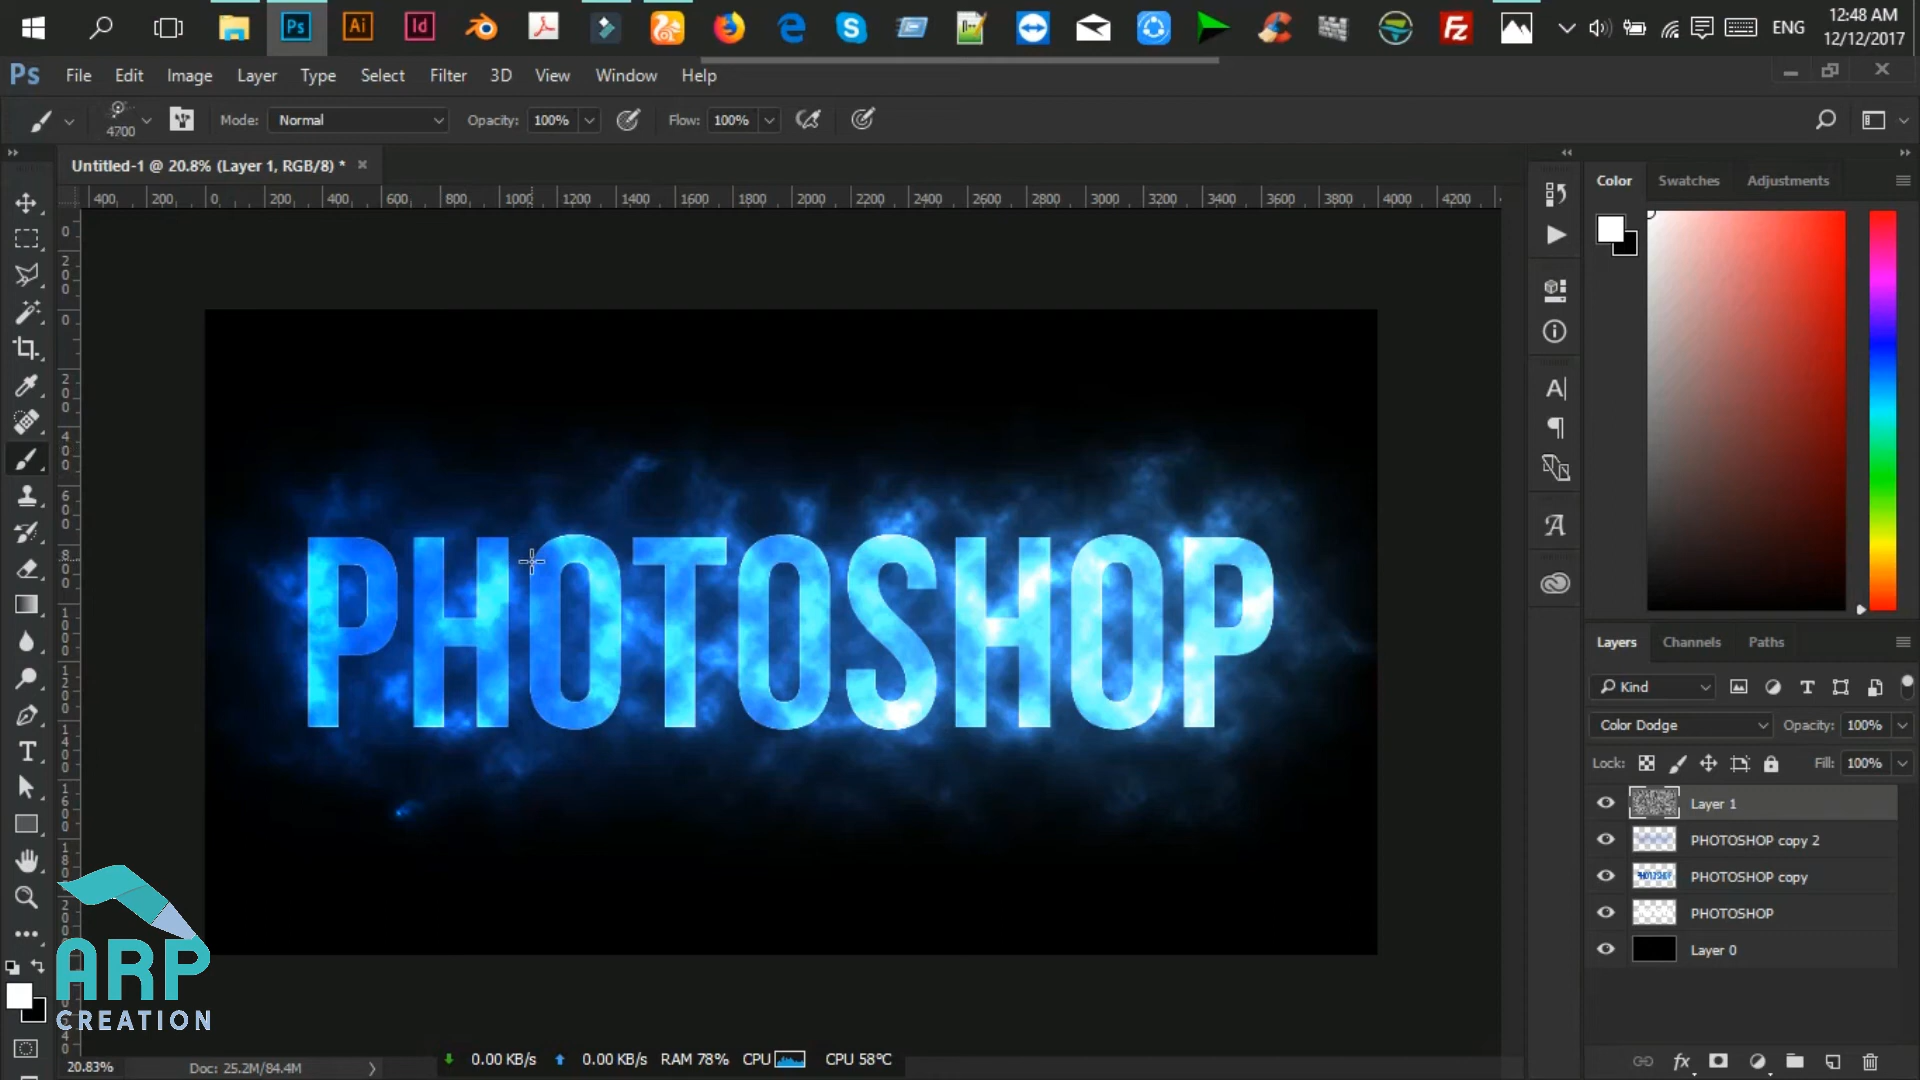 Ps
Ai
Id
Fz
ENG
12:48 AM
12/12/2017
Ps File Edit Image Layer Type Select Filter 3D View Window Help
4700
Mode: Normal Opacity: 100% Flow: 100%
Untitled-1 @ 20.8% (Layer 1, RGB/8) *
Color Swatches Adjustments
400 200 0 200 400 600 800 1000 1200 1400 1600 1800 2000 2200 2400 2600 2800 3000 3200 3400 3600 3800 4000 4200
PHOTOSHOP
Layers Channels Paths
Kind
Color Dodge Opacity: 100%
Lock: Fill: 100%
Layer 1
PHOTOSHOP copy 2
PHOTOSHOP copy
PHOTOSHOP
Layer 0
ARP
CREATION
20.83% Doc: 25.2M/84.4M
0.00 KB/s 0.00 KB/s RAM 78% CPU CPU 58°C
fx